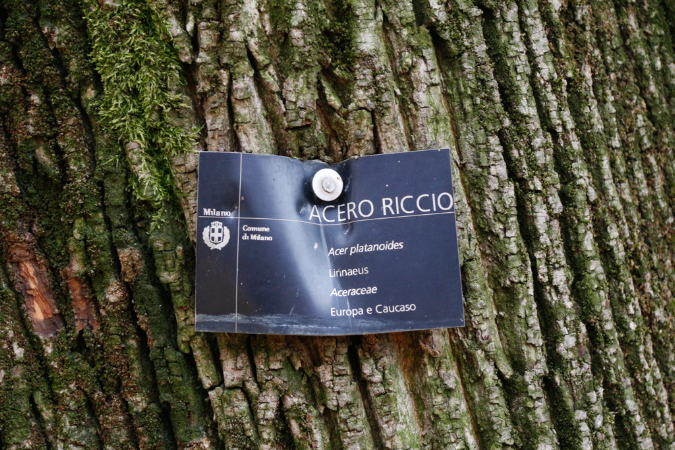 Milano
Comune
di Milano
ACERO RICCIO
Acer platanoides
Linnaeus
Aceraceae
Europa e Caucaso